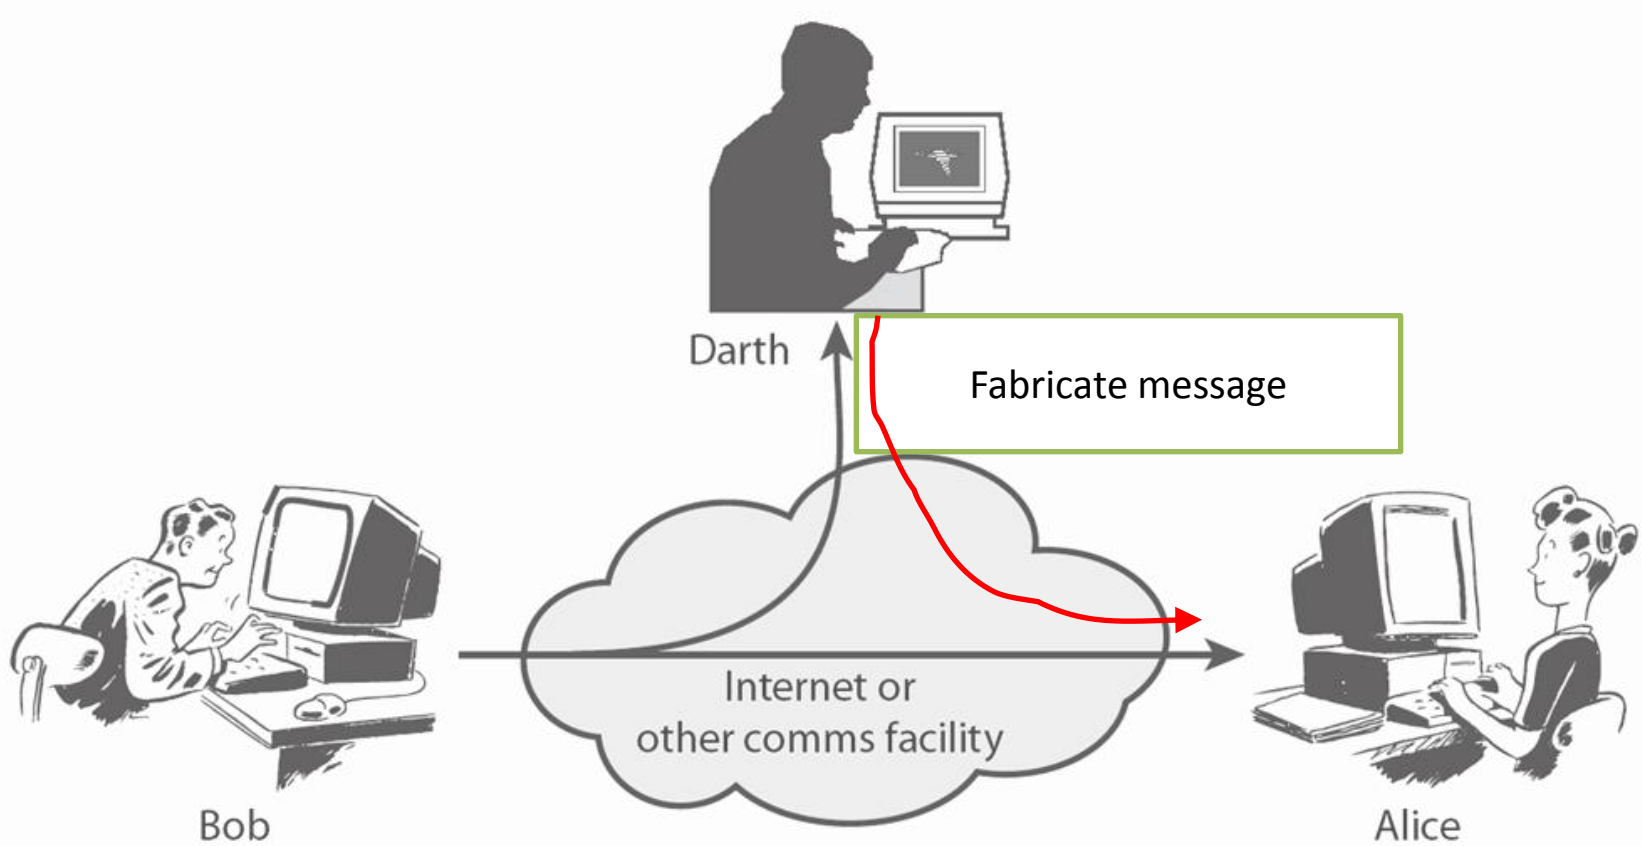 Darth
Fabricate message
Internet or
other comms facility
Bob
Alice